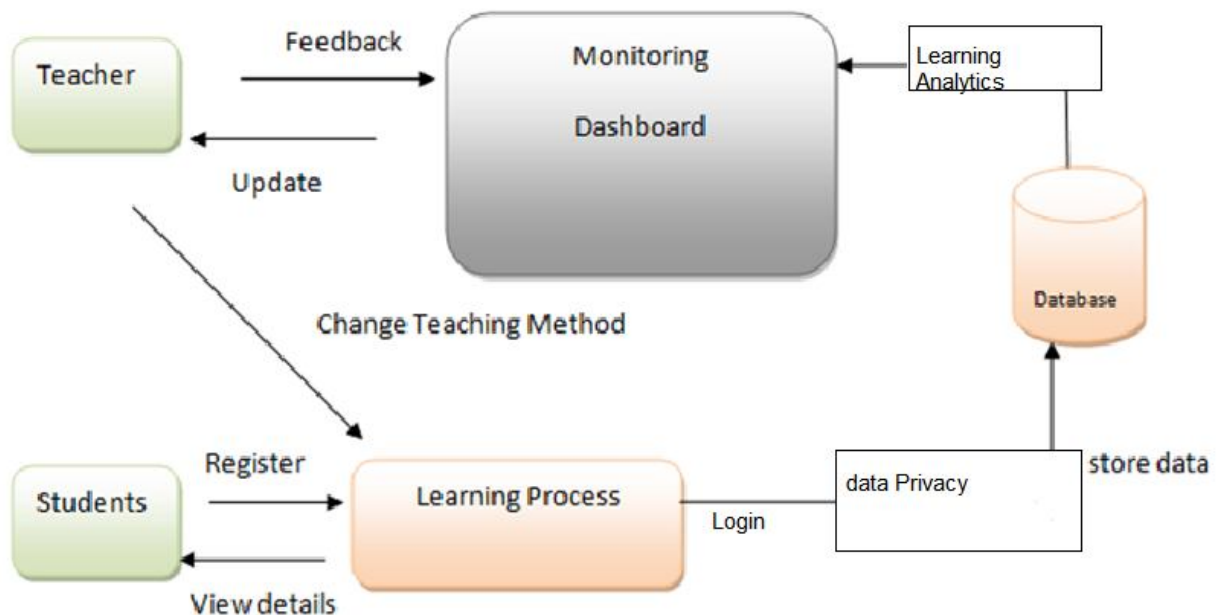 Feedback
Monitoring
Dashboard
Learning
Analytics
Teacher
Update
Database
Change Teaching Method
Register
Students
Learning Process
Login
data Privacy
store data
View details